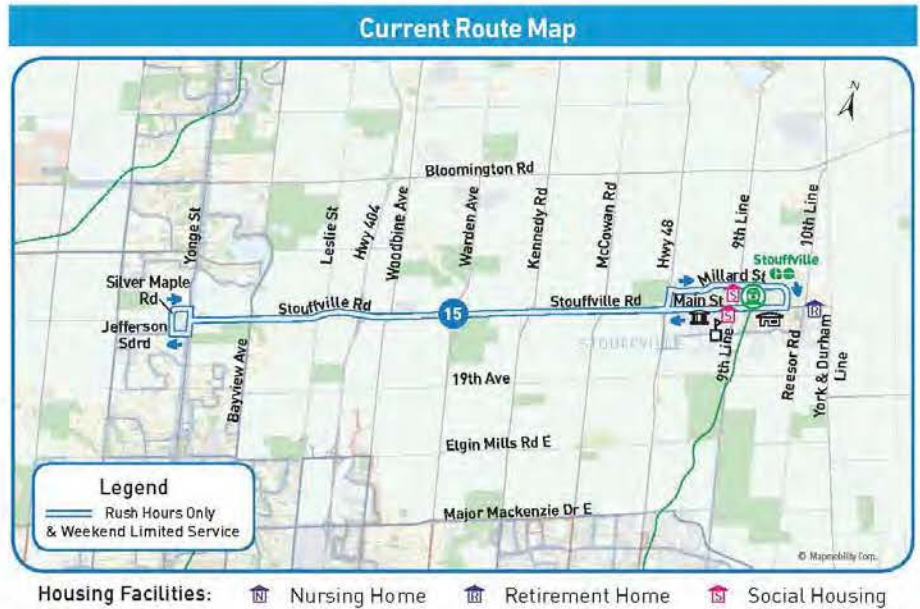 Current Route Map
N
Bloomington Rd
Yonge St
Leslie St
Hwy 404
Woodbine Ave
Warden Ave
Kennedy Rd
McCowan Rd
Hwy 48
9th Line
10th Line
Stouffville
GO
Silver Maple
Rd
Millard St
Stouffville Rd
15
Stouffville Rd
Main St
S
S
R
Jefferson
Sdrd
STOUFFVILLE
Bayview Ave
19th Ave
9th Line
Reesor Rd
York & Durham
Line
Elgin Mills Rd E
Major Mackenzie Dr E
Legend
Rush Hours Only
& Weekend Limited Service
© Mapmobility Corp.
Housing Facilities: N Nursing Home R Retirement Home S Social Housing